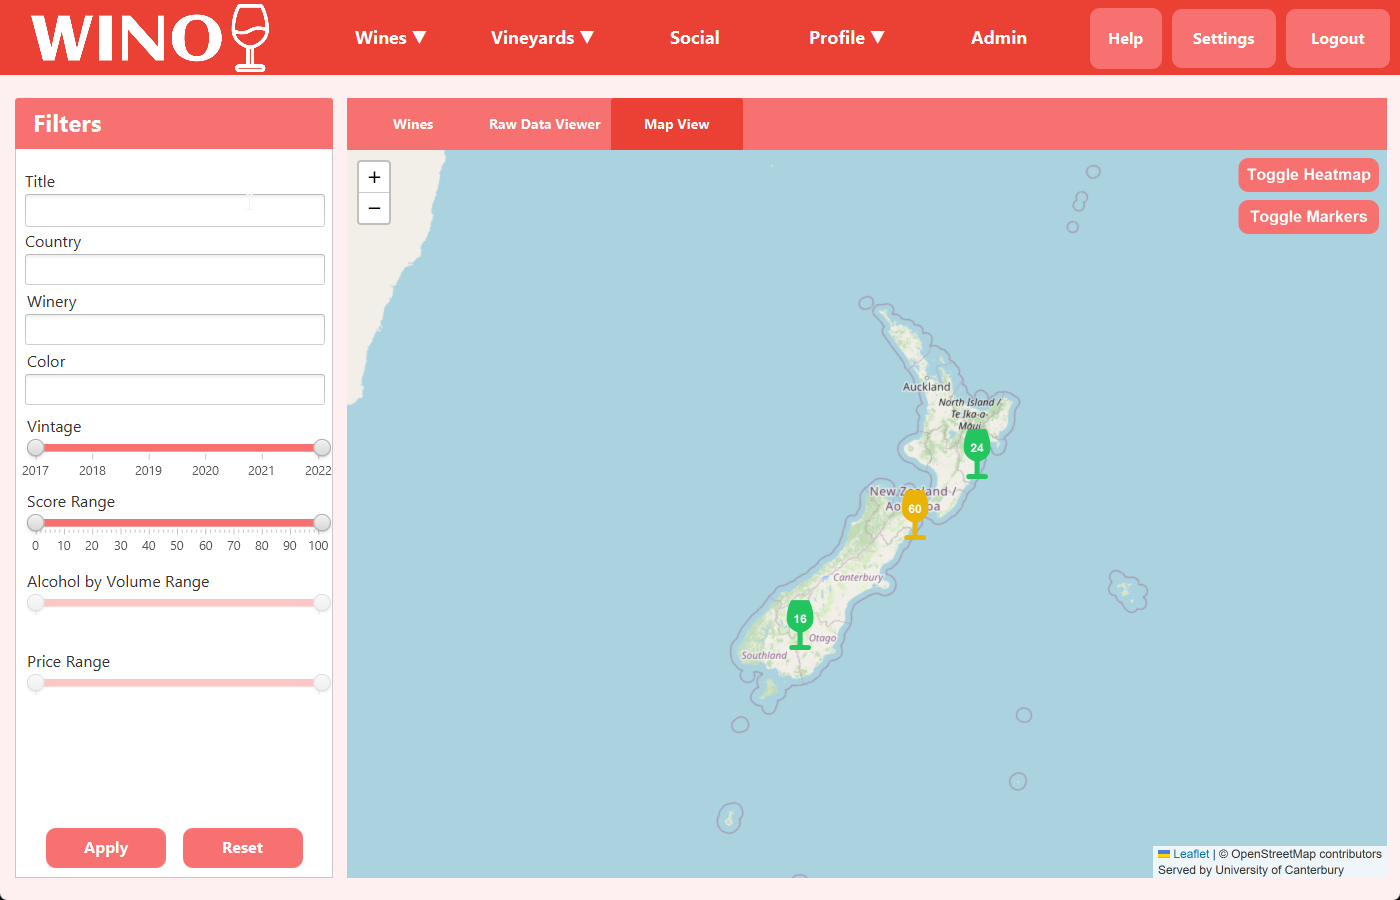 WINO
Wines ▼
Vineyards ▼
Social
Profile ▼
Admin
Help
Settings
Logout
Filters
Title
Country
Winery
Color
Vintage
2017 2018 2019 2020 2021 2022
Score Range
0 10 20 30 40 50 60 70 80 90 100
Alcohol by Volume Range
Price Range
Apply
Reset
Wines
Raw Data Viewer
Map View
+
−
Toggle Heatmap
Toggle Markers
Auckland
North Island /
Te Ika-a-
Māui
24
New Zealand /
60
Canterbury
16
Otago
Southland
Leaflet | © OpenStreetMap contributors
Served by University of Canterbury